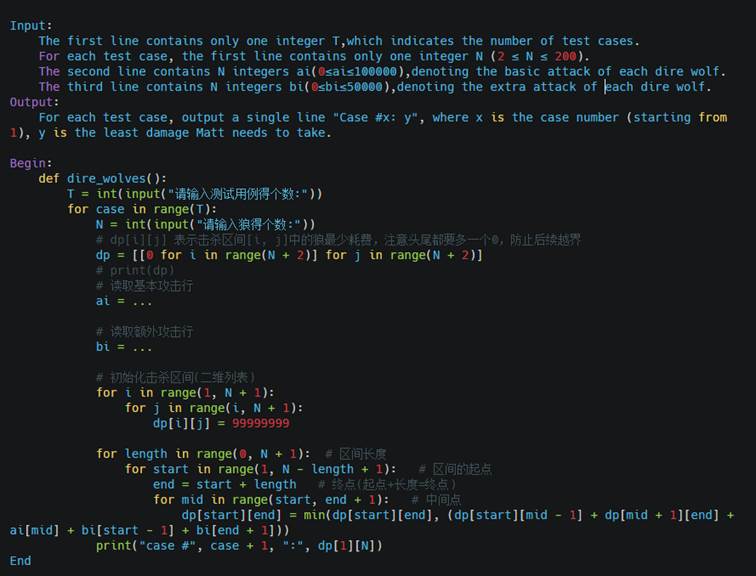 Input:
The first line contains only one integer T,which indicates the number of test cases.
For each test case, the first line contains only one integer N (2 ≤ N ≤ 200).
The second line contains N integers ai(0≤ai≤100000),denoting the basic attack of each dire wolf.
The third line contains N integers bi(0≤bi≤50000),denoting the extra attack of each dire wolf.
Output:
For each test case, output a single line "Case #x: y", where x is the case number (starting from
1), y is the least damage Matt needs to take.
Begin:
def dire_wolves():
T = int(input("请输入测试用例得个数:"))
for case in range(T):
N = int(input("请输入狼得个数:"))
# dp[i][j] 表示击杀区间[i, j]中的狼最少耗费, 注意头尾都要多一个0, 防止后续越界
dp = [[0 for i in range(N + 2)] for j in range(N + 2)]
# print(dp)
# 读取基本攻击行
ai = ...
# 读取额外攻击行
bi = ...
# 初始化击杀区间(二维列表)
for i in range(1, N + 1):
for j in range(i, N + 1):
dp[i][j] = 99999999
for length in range(0, N + 1): # 区间长度
for start in range(1, N - length + 1): # 区间的起点
end = start + length # 终点(起点+长度=终点)
for mid in range(start, end + 1): # 中间点
dp[start][end] = min(dp[start][end], (dp[start][mid - 1] + dp[mid + 1][end] +
ai[mid] + bi[start - 1] + bi[end + 1]))
print("case #", case + 1, ":", dp[1][N])
End